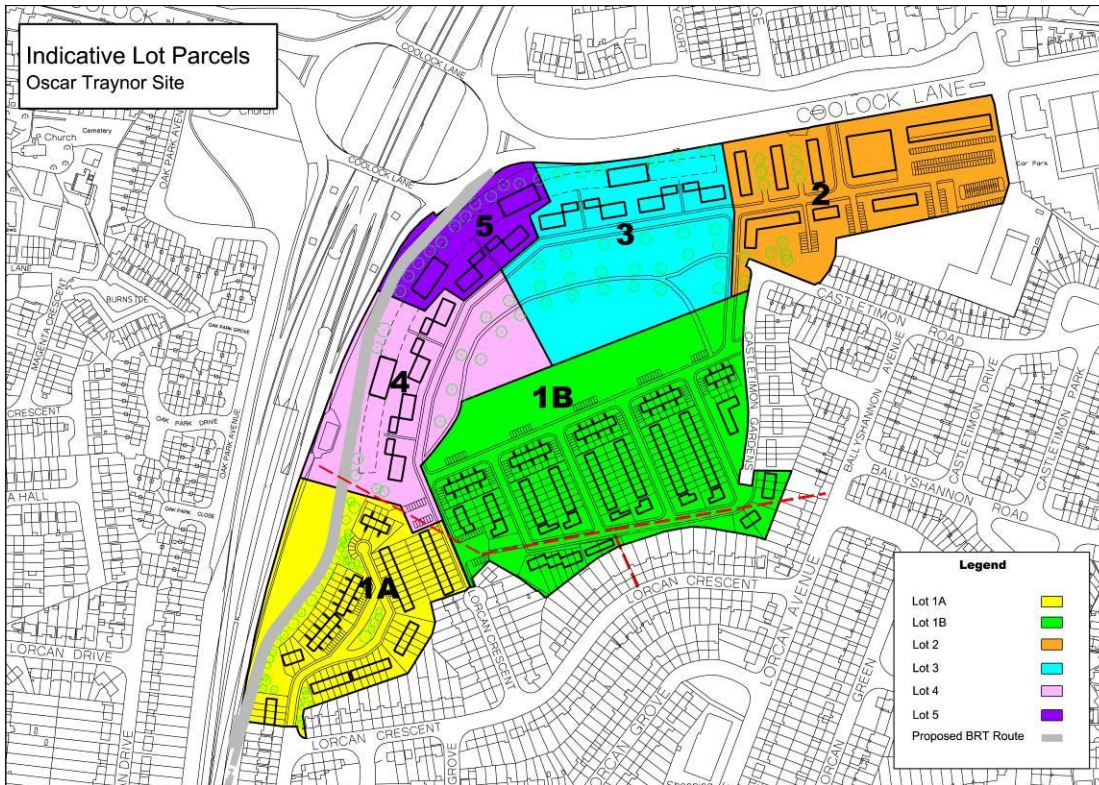 Indicative Lot Parcels
Oscar Traynor Site
COOLOCK LANE
COOLOCK LANE
COOLOCK LANE
COOLOCK LANE
Church
Cemetery
Church
OAK PARK AVENUE
Car Park
LANE
BURNSIDE
MAGENTA CRESCENT
OAK PARK GROVE
CRESCENT
OAK PARK DRIVE
OAK PARK AVENUE
A HALL
OAK PARK CLOSE
LORCAN DRIVE
5
3
2
4
1B
1A
CASTLETIMON ROAD
CASTLETIMON GARDENS
BALLYSHANNON AVENUE
CASTLETIMON DRIVE
CASTLETIMON PARK
BALLYSHANNON ROAD
LORCAN CRESCENT
LORCAN CRESCENT
LORCAN CRESCENT
LORCAN AVENUE
LORCAN GROVE
GREEN
GROVE
Legend
Lot 1A
Lot 1B
Lot 2
Lot 3
Lot 4
Lot 5
Proposed BRT Route